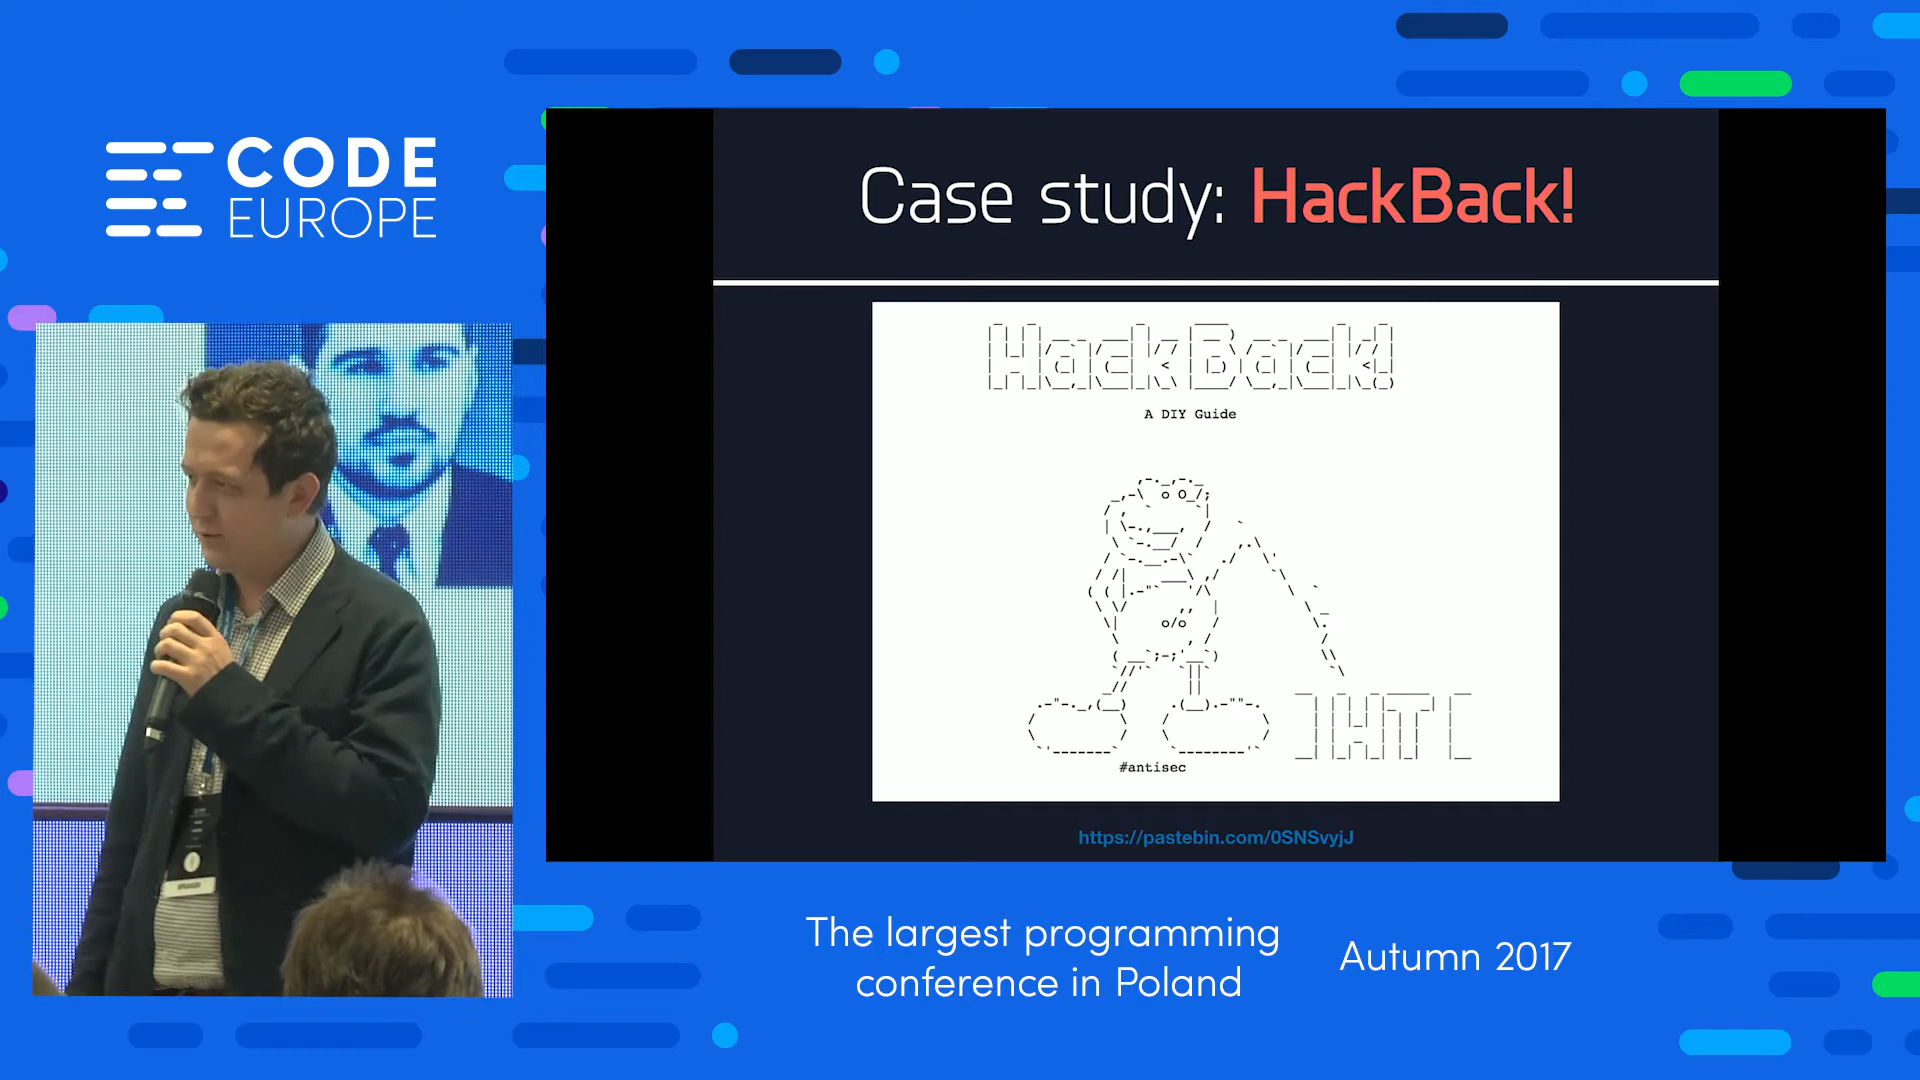 CODE
EUROPE
Case study: HackBack!
HackBack!
A DIY Guide
#antisec
]HT[
https://pastebin.com/0SNSvyjJ
The largest programming
conference in Poland
Autumn 2017